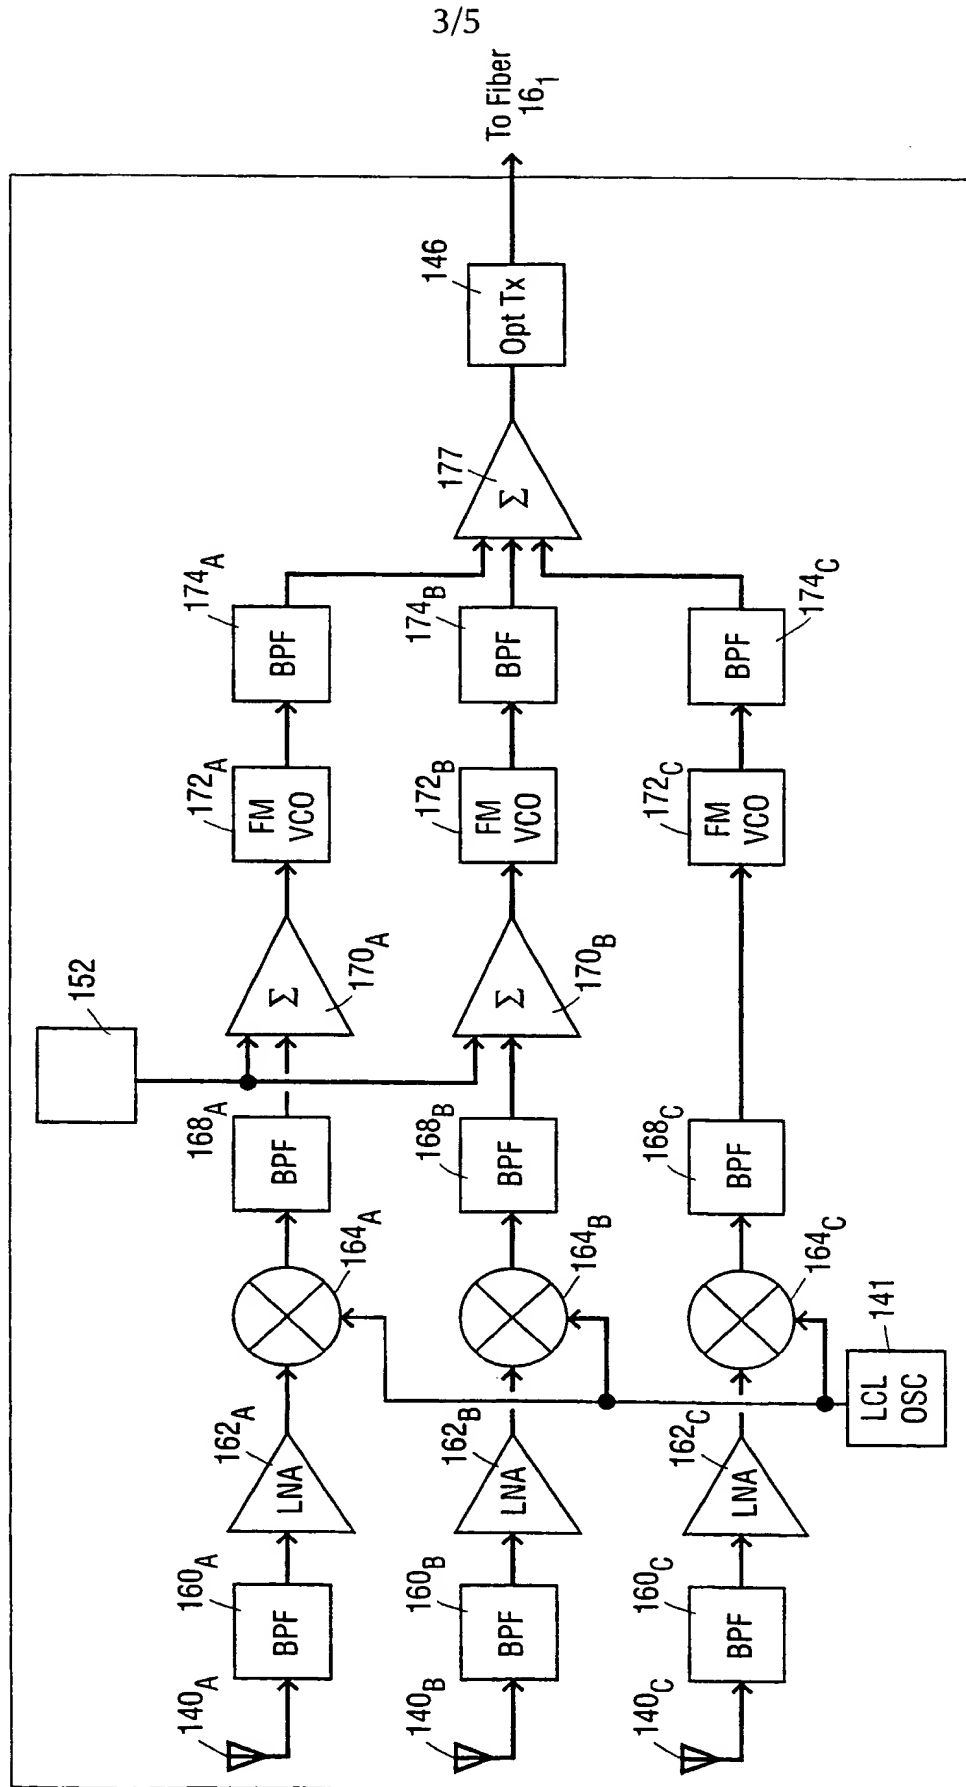 3/5
140A
160A
BPF
162A
LNA
164A
168A
BPF
152
Σ
170A
172A
FM
VCO
174A
BPF
140B
160B
BPF
162B
LNA
164B
168B
BPF
Σ
170B
172B
FM
VCO
174B
BPF
177
Σ
146
Opt Tx
To Fiber
16₁
140C
160C
BPF
162C
LNA
164C
168C
BPF
172C
FM
VCO
174C
BPF
141
LCL
OSC